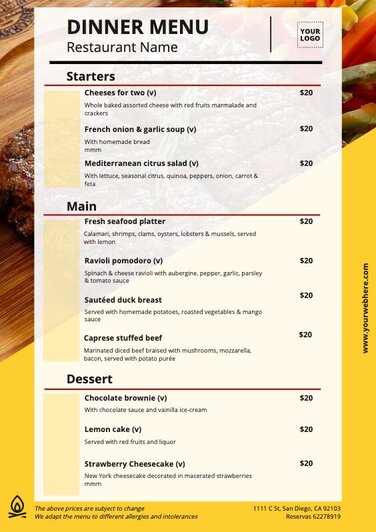 DINNER MENU
Restaurant Name
YOUR
LOGO
Starters
Cheeses for two (v) $20
Whole baked assorted cheese with red fruits marmalade and
crackers
French onion & garlic soup (v) $20
With homemade bread
mmm
Mediterranean citrus salad (v) $20
With lettuce, seasonal citrus, quinoa, peppers, onion, carrot &
feta
Main
Fresh seafood platter $20
Calamari, shrimps, clams, oysters, lobsters & mussels, served
with lemon
Ravioli pomodoro (v) $20
Spinach & cheese ravioli with aubergine, pepper, garlic, parsley
& tomato sauce
Sautéed duck breast $20
Served with homemade potatoes, roasted vegetables & mango
sauce
Caprese stuffed beef $20
Marinated diced beef braised with mushrooms, mozzarella,
bacon, served with potato purée
Dessert
Chocolate brownie (v) $20
With chocolate sauce and vainilla ice-cream
Lemon cake (v) $20
Served with red fruits and liquor
Strawberry Cheesecake (v) $20
New York cheesecake decorated in macerated strawberries
mmm
www.yourwebhere.com
The above prices are subject to change
We adapt the menu to different allergies and intolerances
1111 C St, San Diego, CA 92103
Reservas 62278919